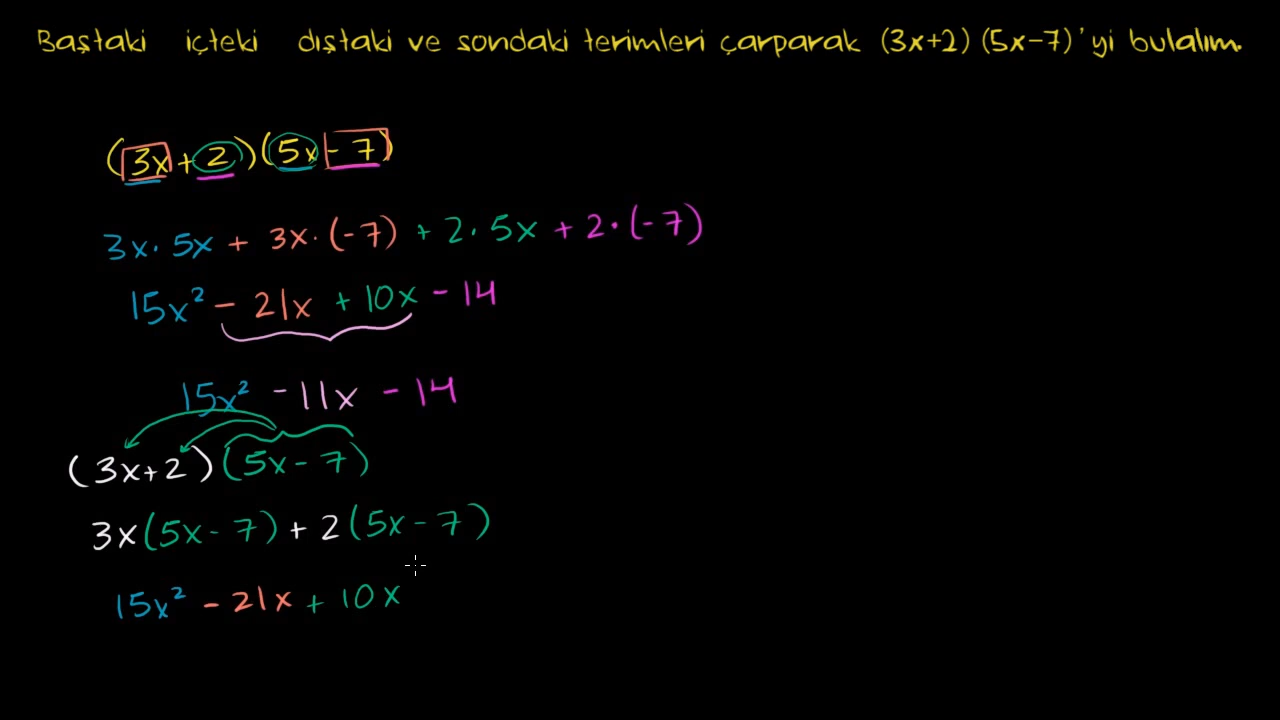 Baştaki içteki dıştaki ve sondaki terimleri çarparak (3x+2)(5x-7)'yi bulalım.
(3x+2)(5x-7)
3x·5x + 3x·(-7) + 2·5x + 2·(-7)
15x² - 21x + 10x - 14
15x² - 11x - 14
(3x+2)(5x-7)
3x(5x-7) + 2(5x-7)
15x² - 21x + 10x